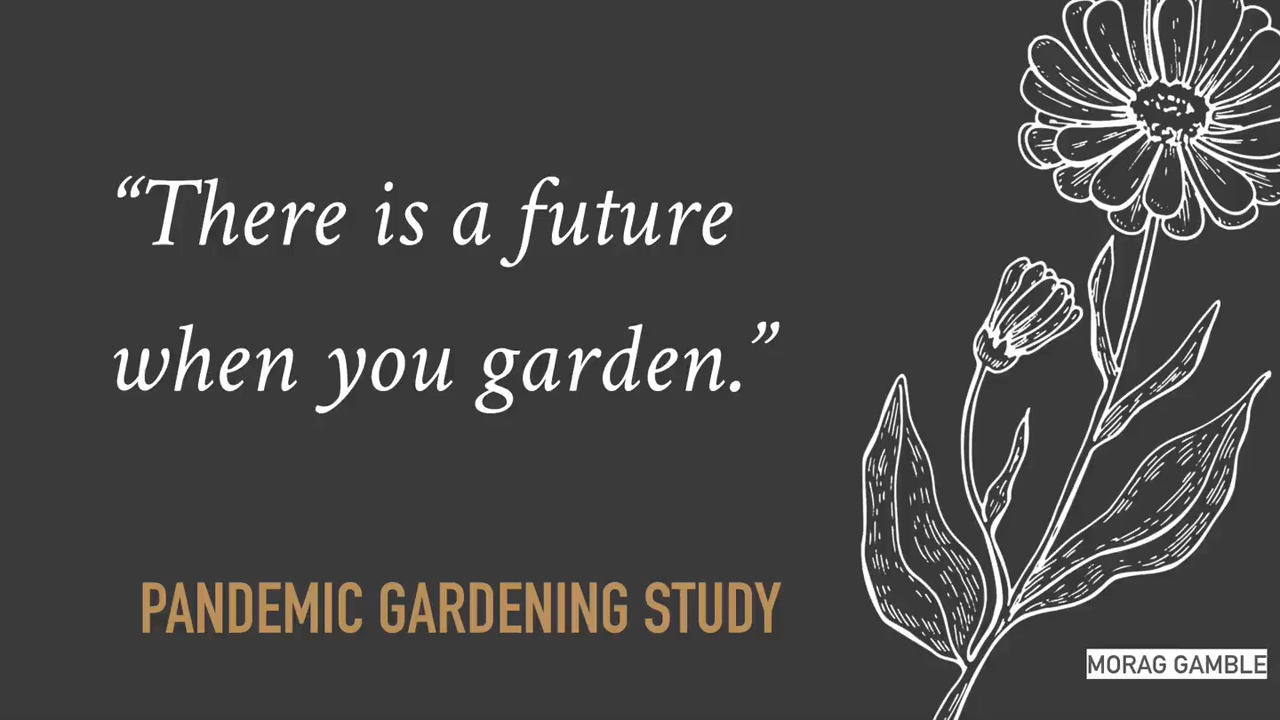 “There is a future
when you garden.”
PANDEMIC GARDENING STUDY
MORAG GAMBLE